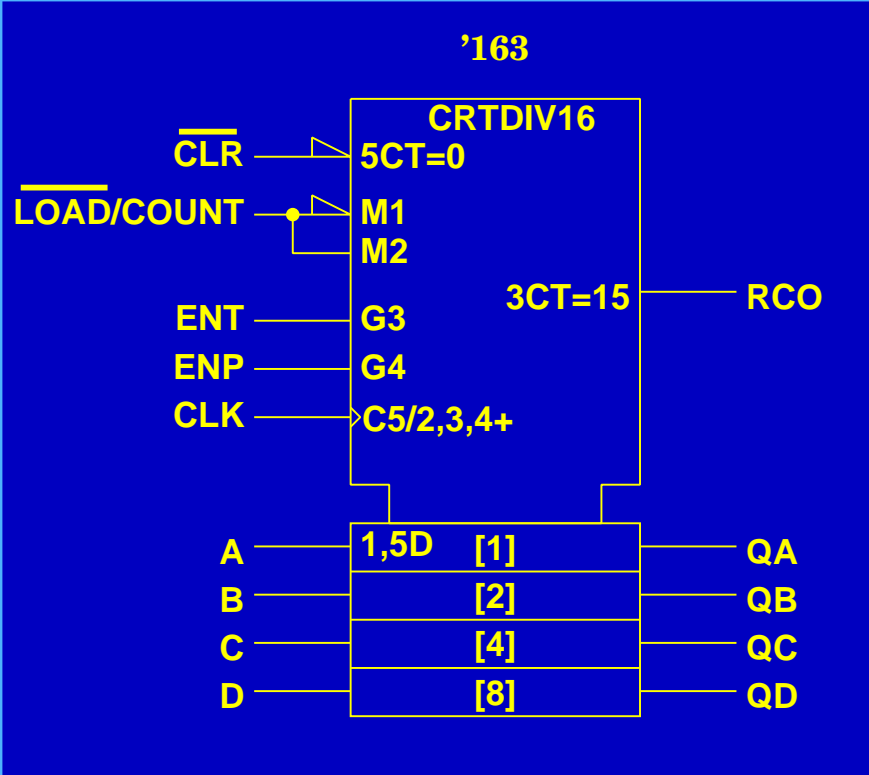 ’163
CRTDIV16
CLR 5CT=0
LOAD/COUNT M1
M2
3CT=15 RCO
ENT G3
ENP G4
CLK C5/2,3,4+
A 1,5D [1] QA
B [2] QB
C [4] QC
D [8] QD